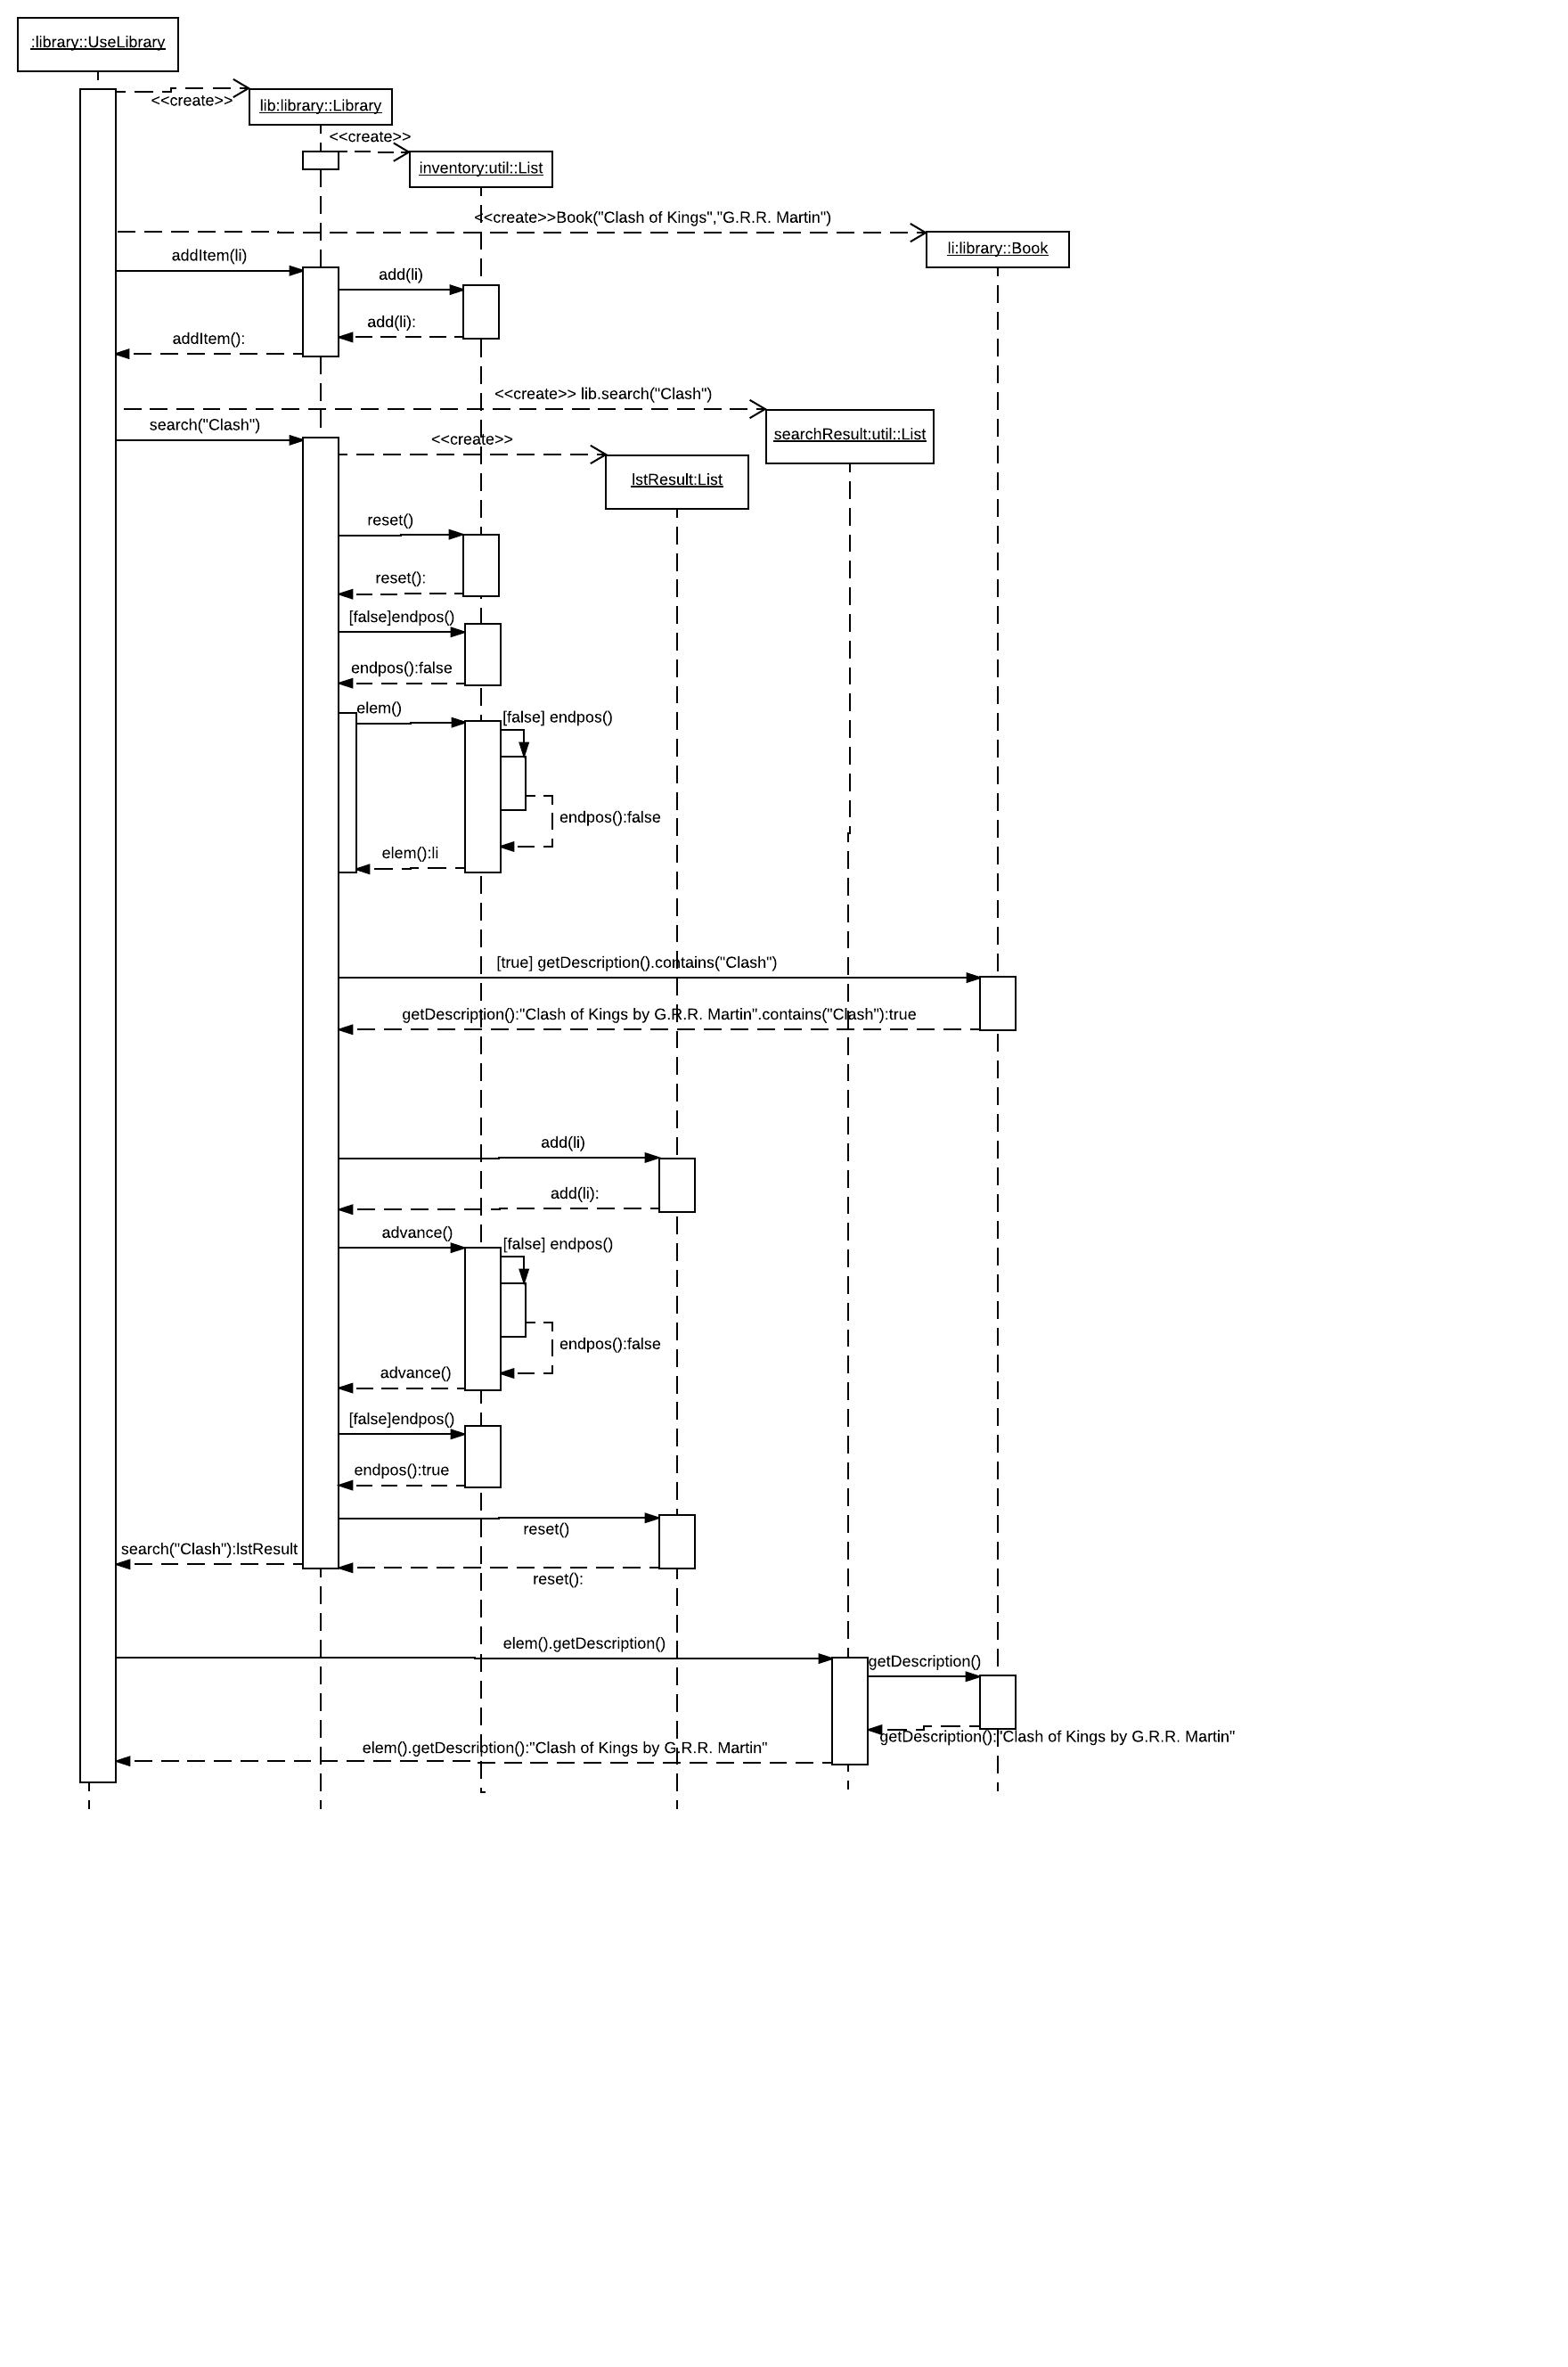 :library::UseLibrary
<<create>>
lib:library::Library
<<create>>
inventory:util::List
<<create>>Book("Clash of Kings","G.R.R. Martin")
li:library::Book
addItem(li)
add(li)
add(li):
addItem():
<<create>> lib.search("Clash")
search("Clash")
<<create>>
searchResult:util::List
lstResult:List
reset()
reset():
[false]endpos()
endpos():false
elem()
[false] endpos()
endpos():false
elem():li
[true] getDescription().contains("Clash")
getDescription():"Clash of Kings by G.R.R. Martin".contains("Clash"):true
add(li)
add(li):
advance()
[false] endpos()
endpos():false
advance()
[false]endpos()
endpos():true
reset()
search("Clash"):lstResult
reset():
elem().getDescription()
getDescription()
getDescription():"Clash of Kings by G.R.R. Martin"
elem().getDescription():"Clash of Kings by G.R.R. Martin"